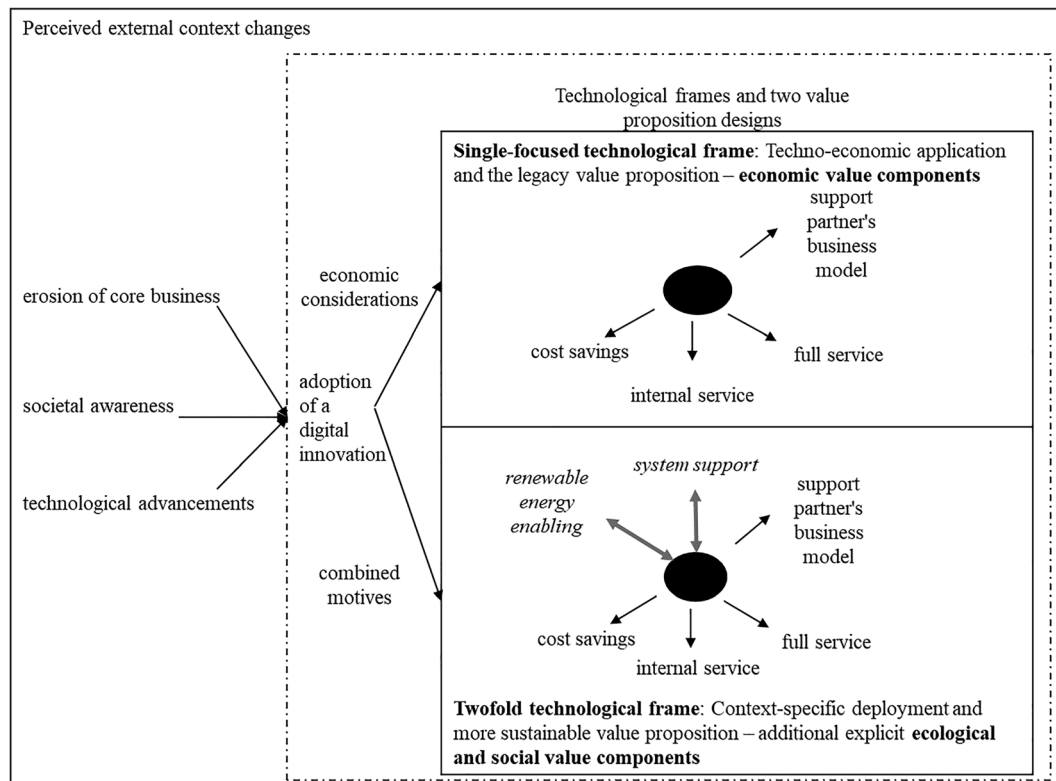 Perceived external context changes
Technological frames and two value
proposition designs
Single-focused technological frame: Techno-economic application
and the legacy value proposition – economic value components
support
partner's
business
model
cost savings
internal service
full service
erosion of core business
societal awareness
technological advancements
economic
considerations
adoption
of a
digital
innovation
combined
motives
renewable
energy
enabling
system support
support
partner's
business
model
cost savings
internal service
full service
Twofold technological frame: Context-specific deployment and
more sustainable value proposition – additional explicit ecological
and social value components